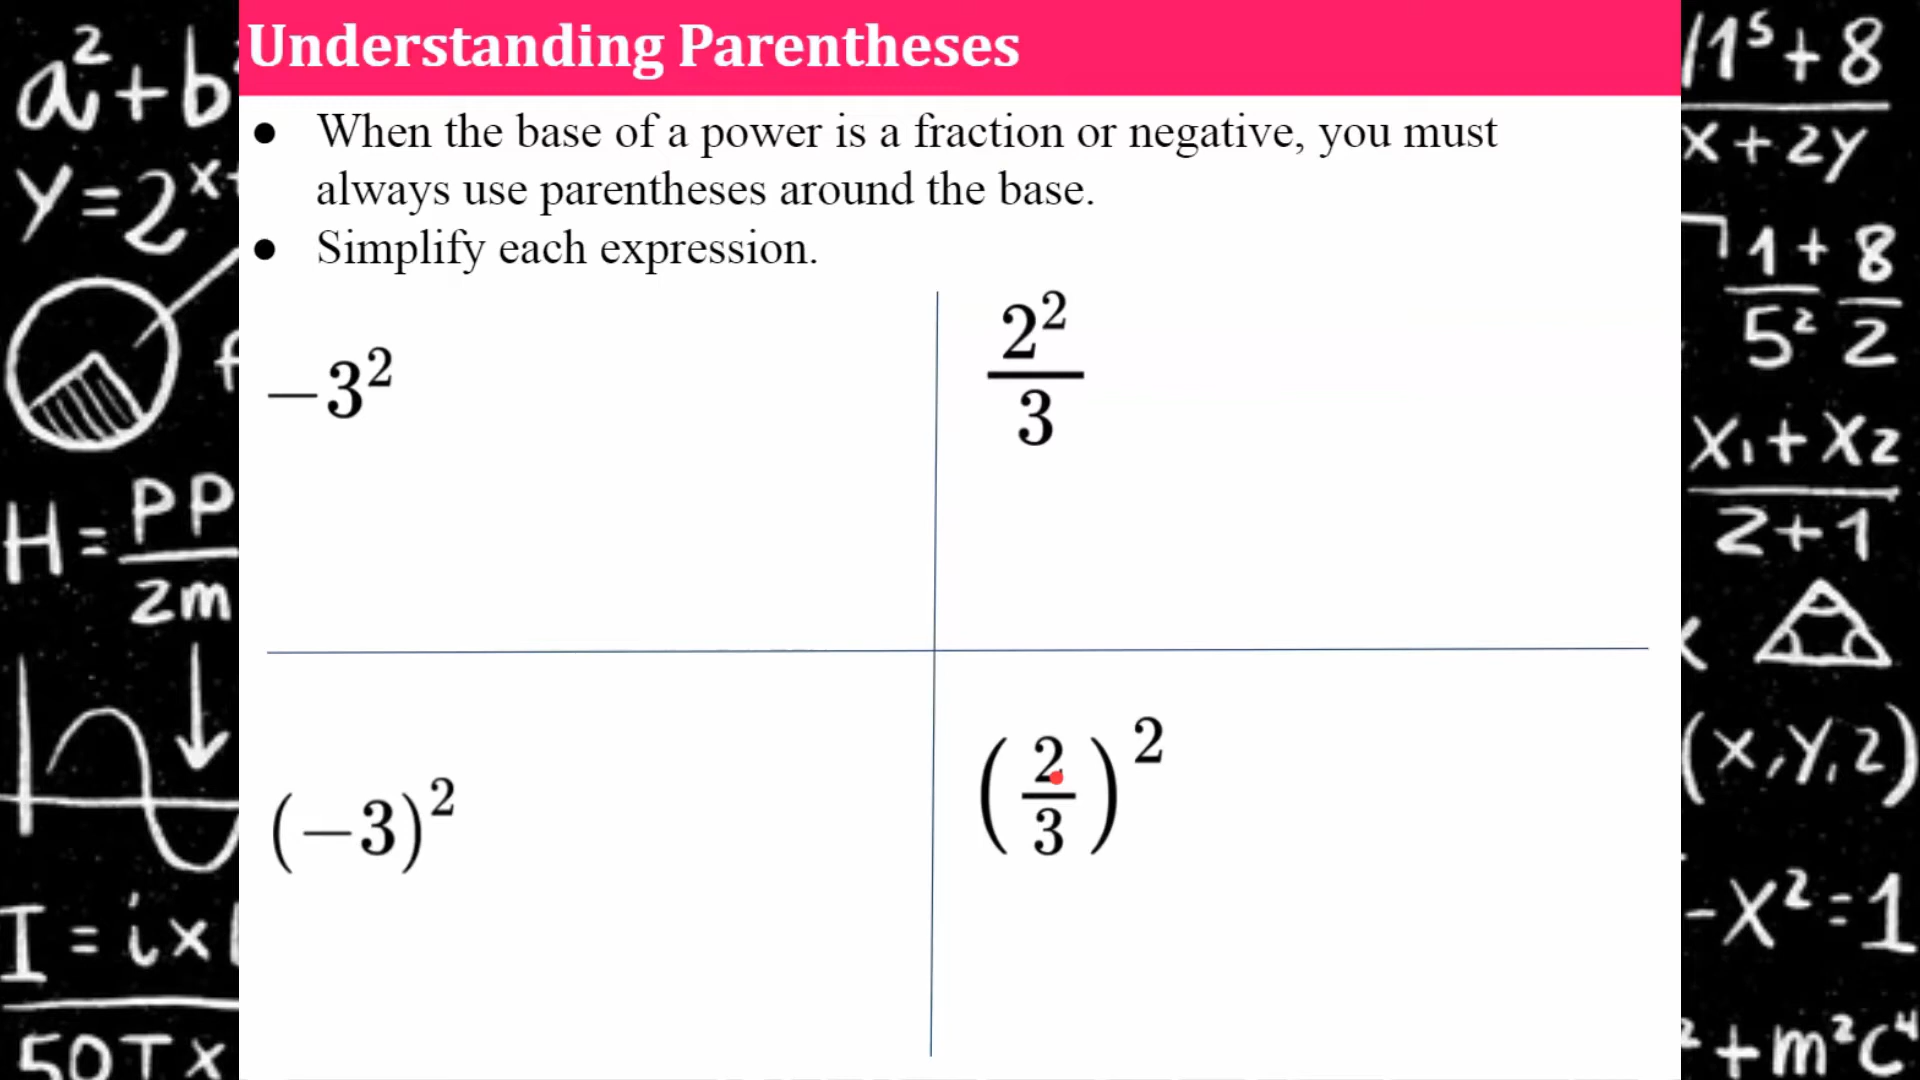 Understanding Parentheses
● When the base of a power is a fraction or negative, you must
always use parentheses around the base.
● Simplify each expression.
−3²
2²
3
(−3)²
(2/3)²
a²+b
y=2ˣ
H= pp
2m
I = ix
50Tx
11⁵+8
x+2y
1 + 8
5² 2
x₁+x₂
2+1
(x,y,2)
-x²=1
²+m²c⁴